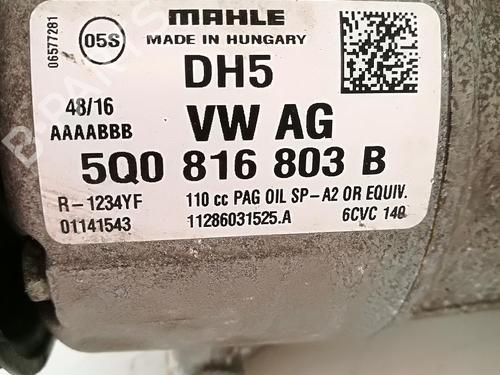 06577281
05S
MAHLE
MADE IN HUNGARY
DH5
48/16
AAAABBB
VW AG
5Q0 816 803 B
R-1234YF
110 cc PAG OIL SP-A2 OR EQUIV.
01141543
11286031525.A
6CVC 140